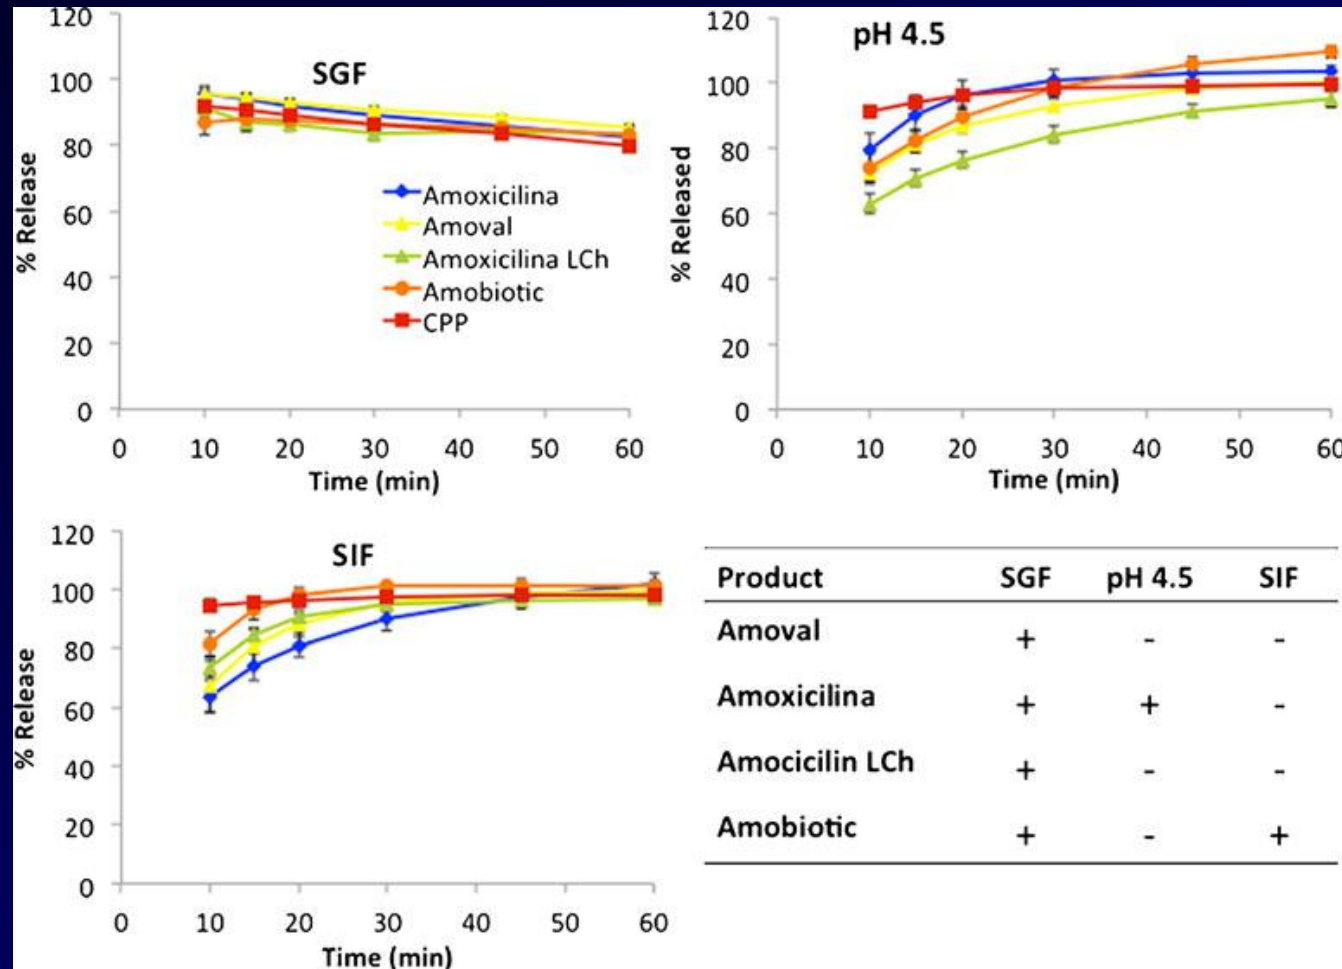 SGF
120
100
80
60
40
20
0
% Release
Amoxicilina
Amoval
Amoxicilina LCh
Amobiotic
CPP
0 10 20 30 40 50 60
Time (min)
pH 4.5
120
100
80
60
40
20
0
% Released
0 10 20 30 40 50 60
Time (min)
SIF
120
100
80
60
40
20
0
% Release
0 10 20 30 40 50 60
Time (min)
Product SGF pH 4.5 SIF
Amoval + - -
Amoxicilina + + -
Amocicilin LCh + - -
Amobiotic + - +